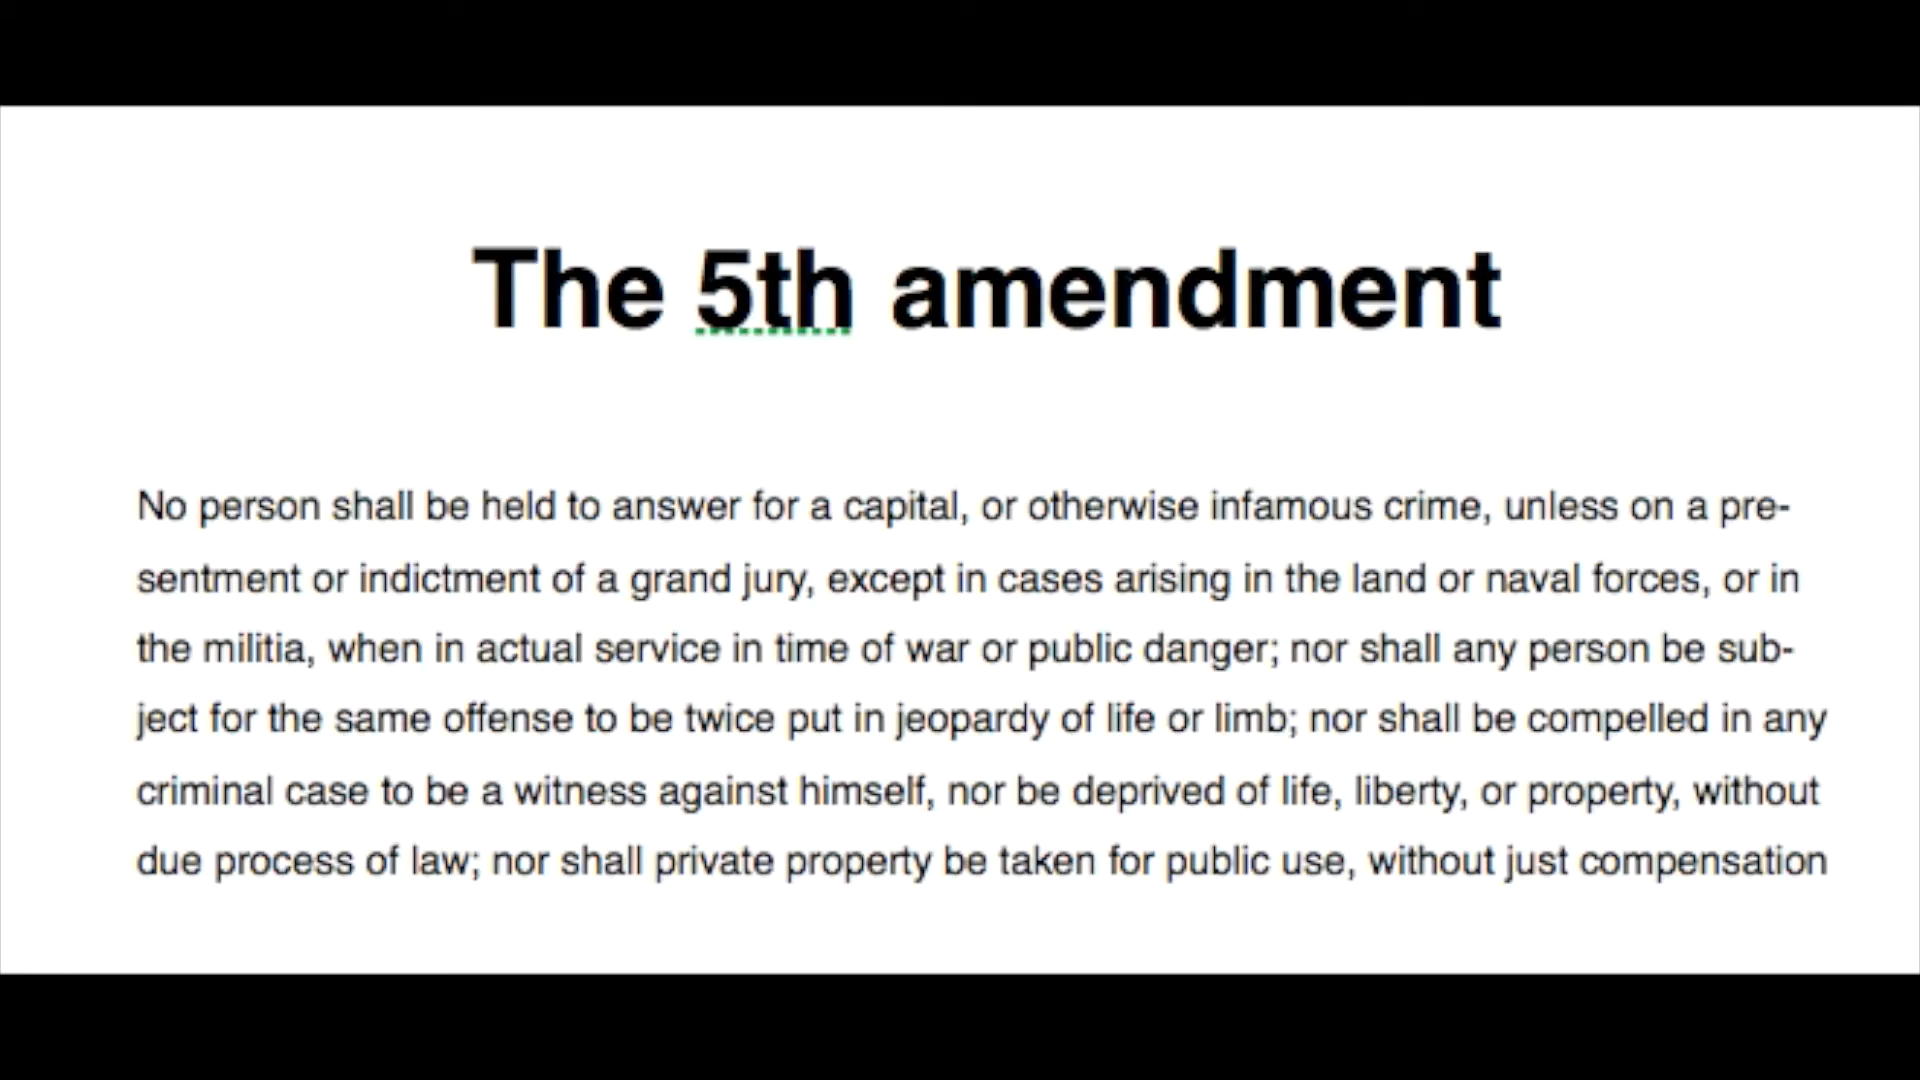 The 5th amendment
No person shall be held to answer for a capital, or otherwise infamous crime, unless on a pre-
sentment or indictment of a grand jury, except in cases arising in the land or naval forces, or in
the militia, when in actual service in time of war or public danger; nor shall any person be sub-
ject for the same offense to be twice put in jeopardy of life or limb; nor shall be compelled in any
criminal case to be a witness against himself, nor be deprived of life, liberty, or property, without
due process of law; nor shall private property be taken for public use, without just compensation